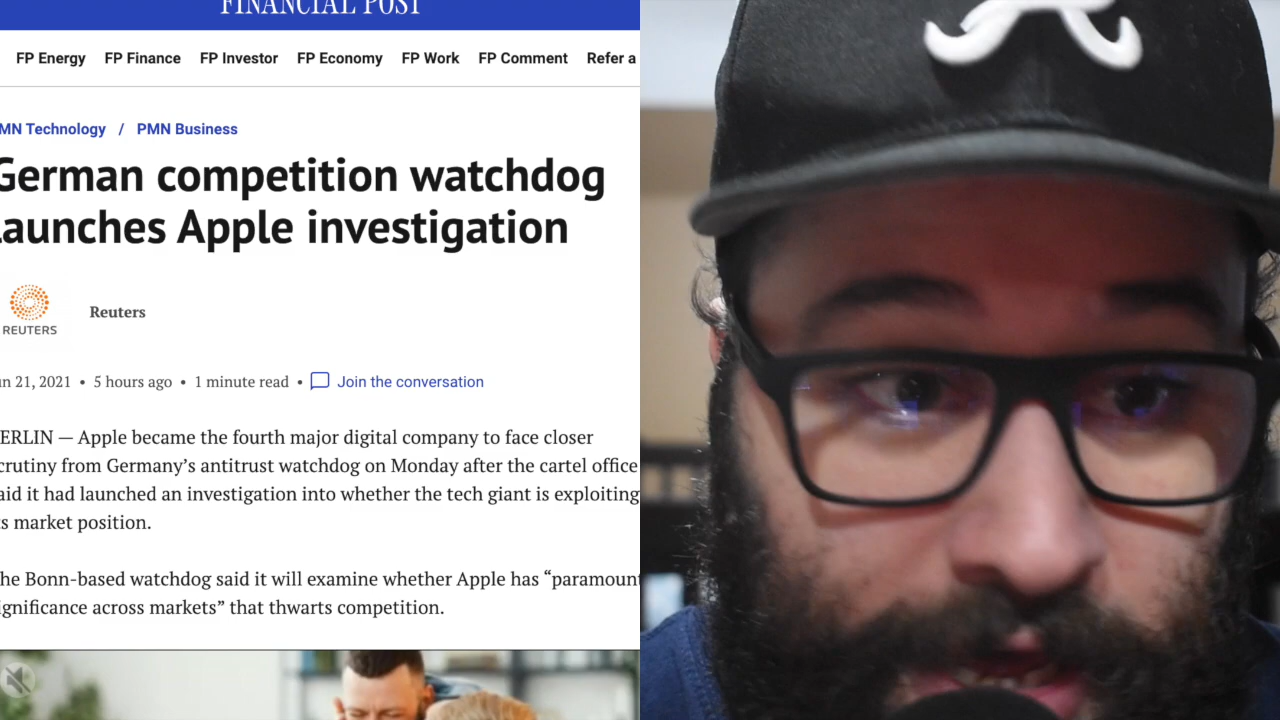 FINANCIAL POST
FP Energy FP Finance FP Investor FP Economy FP Work FP Comment Refer a
MN Technology / PMN Business
German competition watchdog
launches Apple investigation
REUTERS
Reuters
un 21, 2021 • 5 hours ago • 1 minute read • Join the conversation
ERLIN — Apple became the fourth major digital company to face closer
crutiny from Germany’s antitrust watchdog on Monday after the cartel office
aid it had launched an investigation into whether the tech giant is exploiting
ts market position.
he Bonn-based watchdog said it will examine whether Apple has “paramount
ignificance across markets” that thwarts competition.